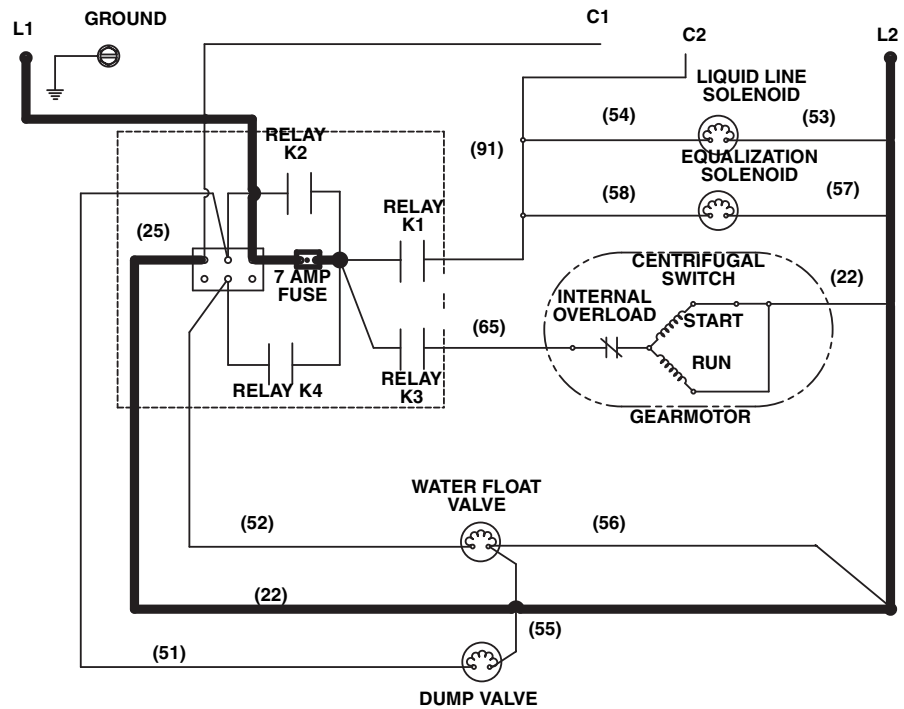 GROUND
C1
L1
C2
L2
LIQUID LINE
SOLENOID
(54)
(53)
RELAY
K2
(91)
EQUALIZATION
SOLENOID
(58)
(57)
RELAY
K1
(25)
7 AMP
FUSE
CENTRIFUGAL
SWITCH
(22)
INTERNAL
OVERLOAD
START
(65)
RUN
RELAY K4
RELAY
K3
GEARMOTOR
WATER FLOAT
VALVE
(52)
(56)
(22)
(55)
(51)
DUMP VALVE